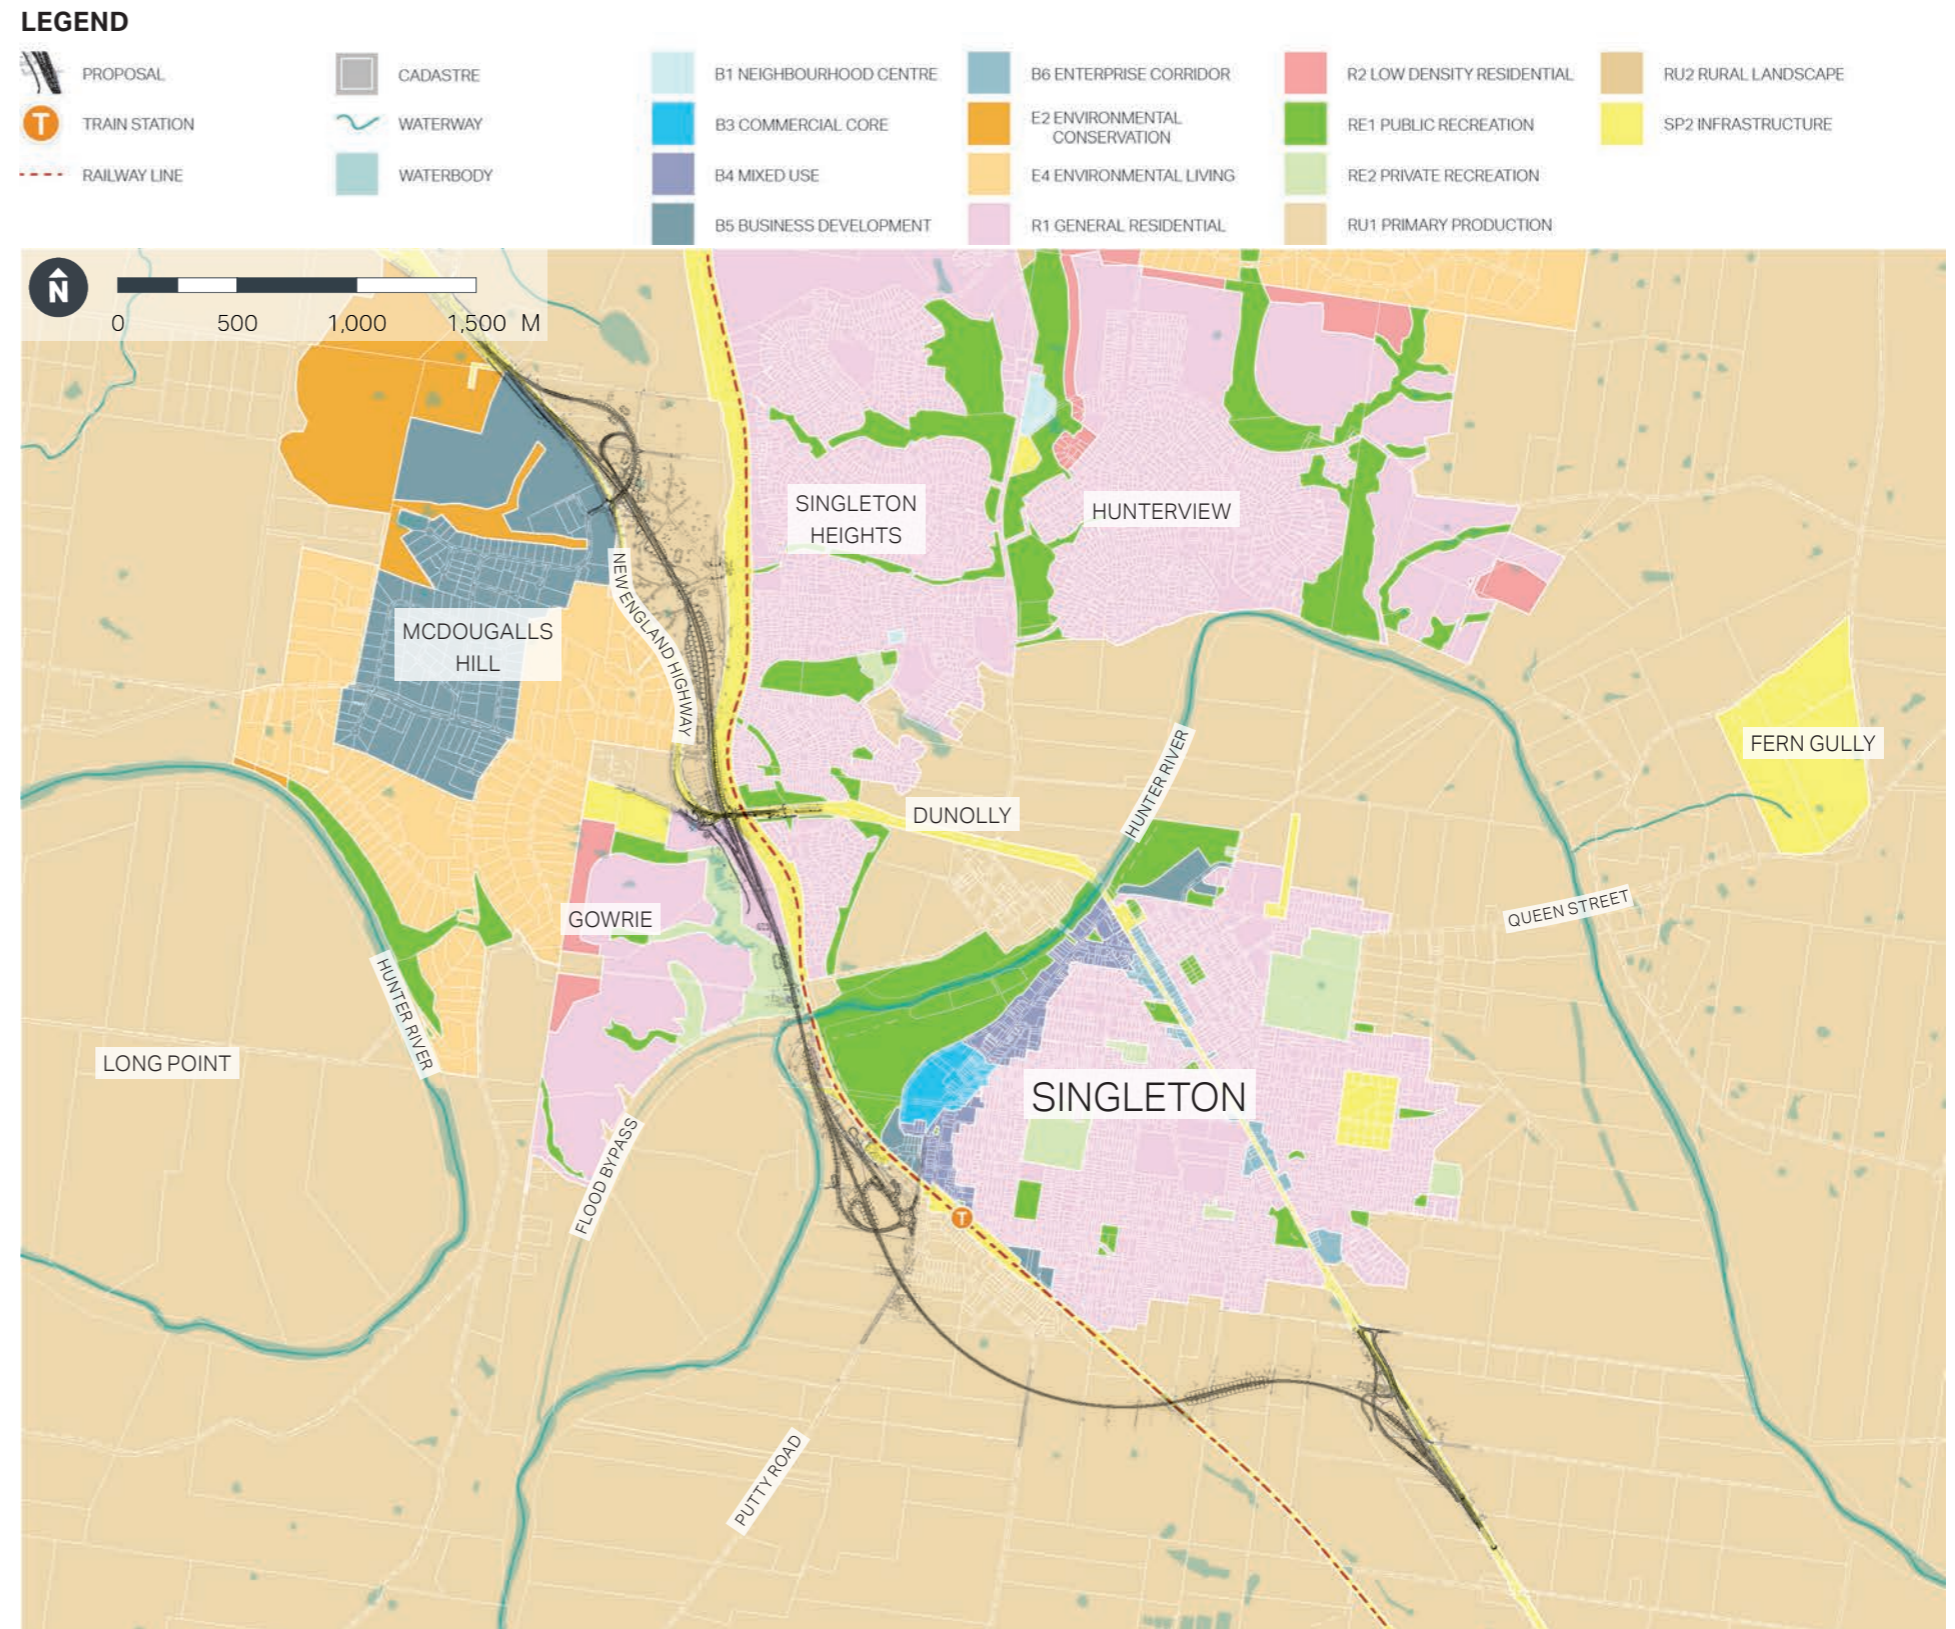 LEGEND
PROPOSAL
TRAIN STATION
RAILWAY LINE
CADASTRE
WATERWAY
WATERBODY
B1 NEIGHBOURHOOD CENTRE
B3 COMMERCIAL CORE
B4 MIXED USE
B5 BUSINESS DEVELOPMENT
B6 ENTERPRISE CORRIDOR
E2 ENVIRONMENTAL
CONSERVATION
E4 ENVIRONMENTAL LIVING
R1 GENERAL RESIDENTIAL
R2 LOW DENSITY RESIDENTIAL
RE1 PUBLIC RECREATION
RE2 PRIVATE RECREATION
RU1 PRIMARY PRODUCTION
RU2 RURAL LANDSCAPE
SP2 INFRASTRUCTURE
T
N
0 500 1,000 1,500 M
SINGLETON
HEIGHTS
HUNTERVIEW
NEW ENGLAND HIGHWAY
MCDOUGALLS
HILL
FERN GULLY
HUNTER RIVER
DUNOLLY
QUEEN STREET
GOWRIE
HUNTER RIVER
LONG POINT
SINGLETON
FLOOD BYPASS
T
PUTTY ROAD